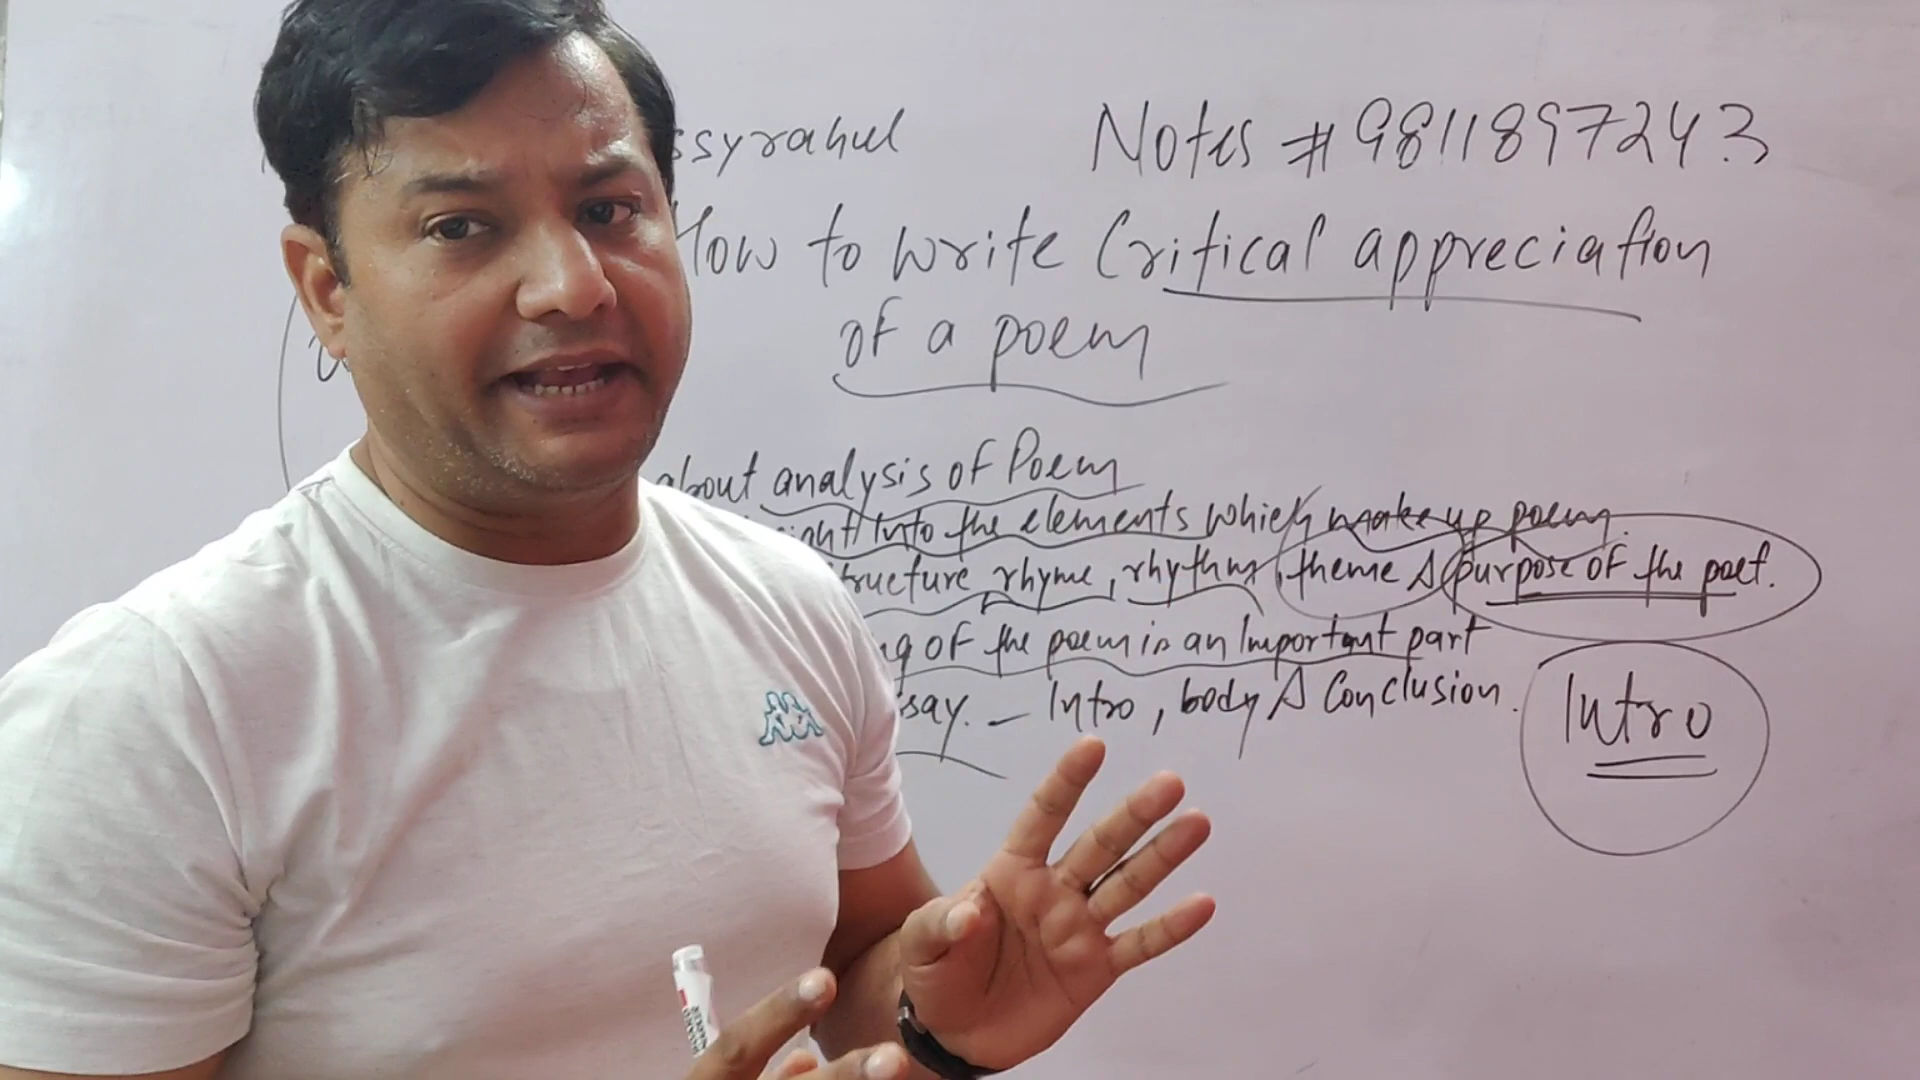 ssyrahul Notes # 9811897243
How to write Critical appreciation
of a poem
about analysis of Poem
into the elements which make up poem.
structure, rhyme, rhythm, theme & purpose of the poet.
of the poem is an Important part
Intro, body & Conclusion.
Intro